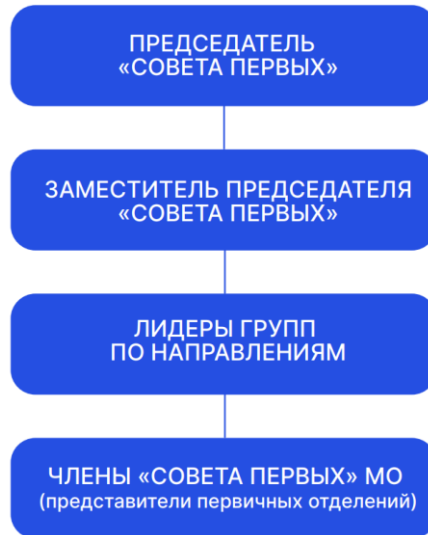 ПРЕДСЕДАТЕЛЬ
«СОВЕТА ПЕРВЫХ»
ЗАМЕСТИТЕЛЬ ПРЕДСЕДАТЕЛЯ
«СОВЕТА ПЕРВЫХ»
ЛИДЕРЫ ГРУПП
ПО НАПРАВЛЕНИЯМ
ЧЛЕНЫ «СОВЕТА ПЕРВЫХ» МО
(представители первичных отделений)